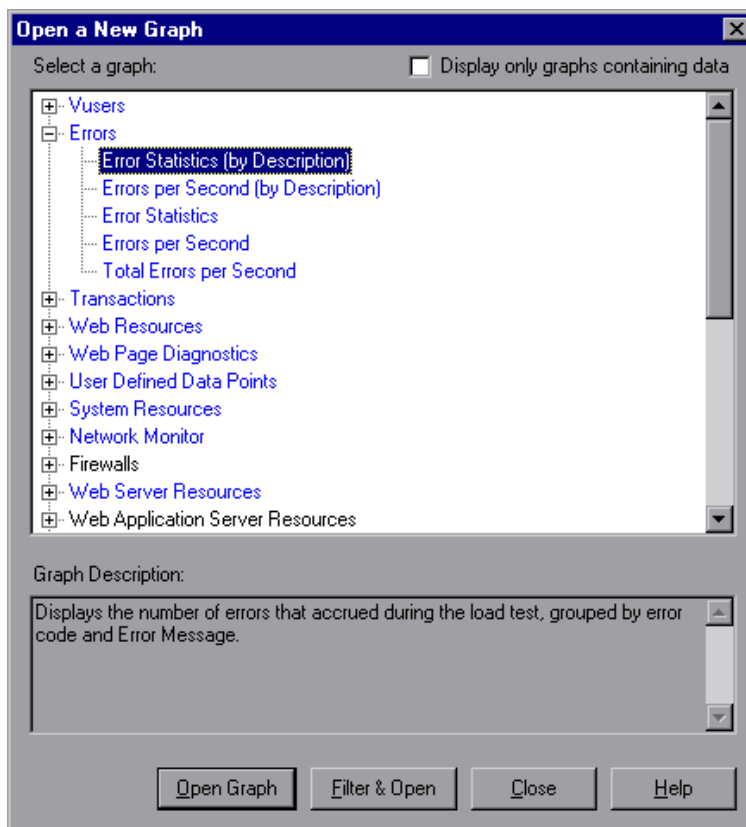 Open a New Graph
Select a graph:
Display only graphs containing data
Vusers
Errors
Error Statistics (by Description)
Errors per Second (by Description)
Error Statistics
Errors per Second
Total Errors per Second
Transactions
Web Resources
Web Page Diagnostics
User Defined Data Points
System Resources
Network Monitor
Firewalls
Web Server Resources
Web Application Server Resources
Graph Description:
Displays the number of errors that accrued during the load test, grouped by error
code and Error Message.
Open Graph
Filter & Open
Close
Help